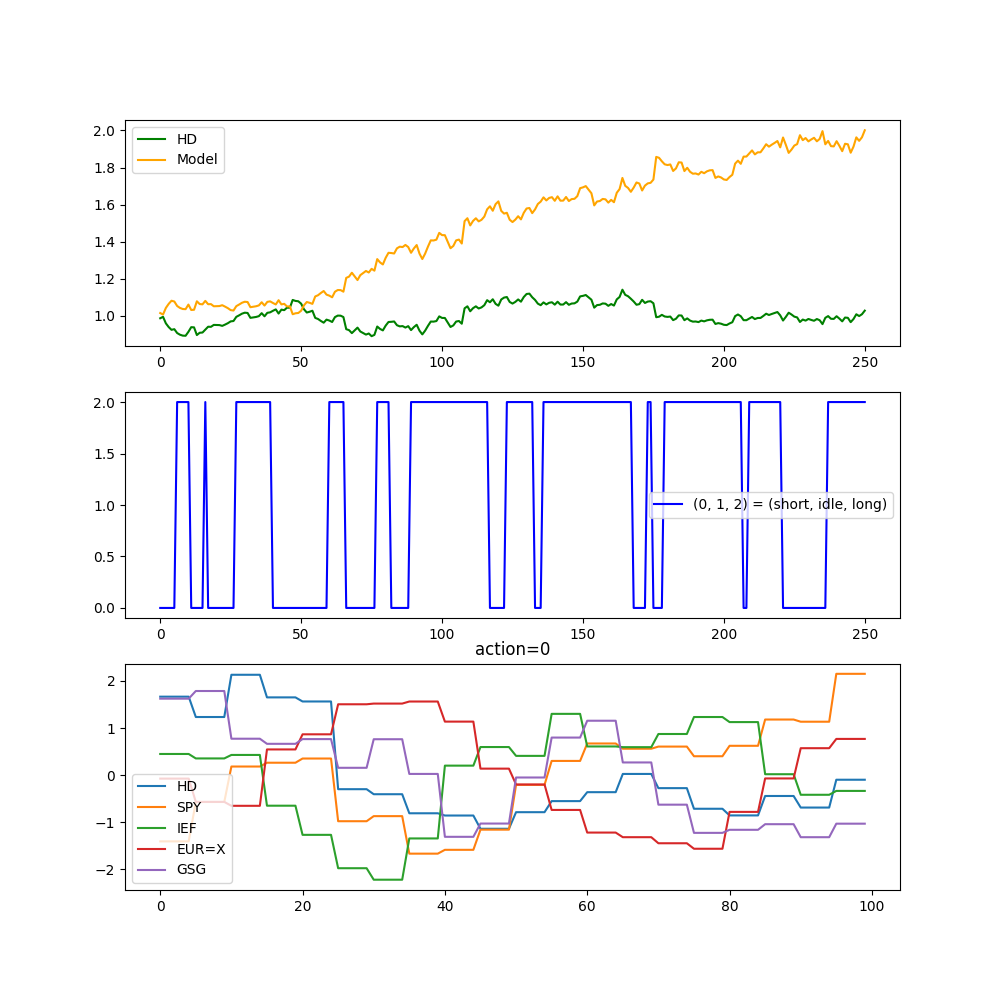 2.0
1.8
1.6
1.4
1.2
1.0
HD
Model
0 50 100 150 200 250
2.0
1.5
1.0
0.5
0.0
(0, 1, 2) = (short, idle, long)
0 50 100 150 200 250
action=0
2
1
0
−1
−2
HD
SPY
IEF
EUR=X
GSG
0 20 40 60 80 100